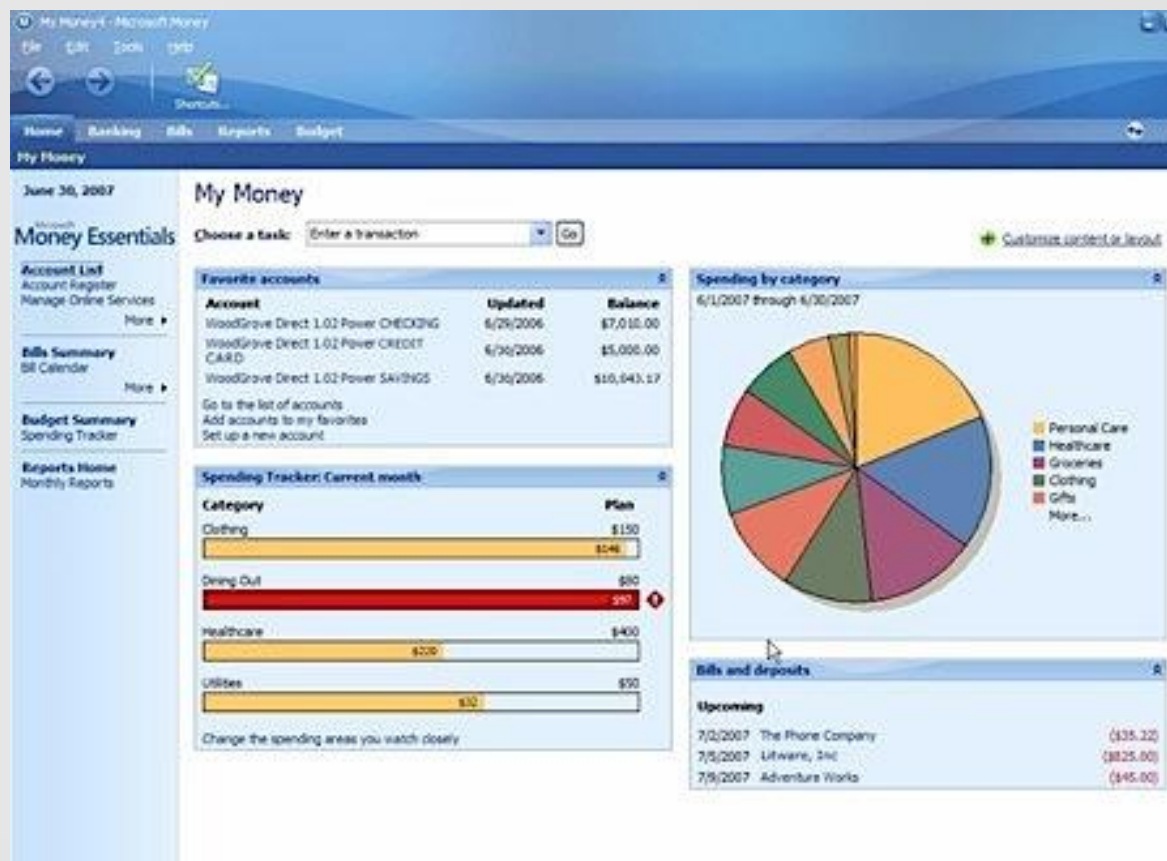 My Money4 - Microsoft Money
File Edit Tools Help
Shortcuts...
Home Banking Bills Reports Budget
My Money
June 30, 2007
Microsoft
Money Essentials
Account List
Account Register
Manage Online Services
More
Bills Summary
Bill Calendar
More
Budget Summary
Spending Tracker
Reports Home
Monthly Reports
My Money
Choose a task: Enter a transaction Go
Customize content or layout
Favorite accounts
Account Updated Balance
WoodGrove Direct 1.02 Power CHECKING 6/29/2006 $7,010.00
WoodGrove Direct 1.02 Power CREDIT
CARD 6/30/2006 $5,000.00
WoodGrove Direct 1.02 Power SAVINGS 6/30/2006 $10,043.17
Go to the list of accounts
Add accounts to my favorites
Set up a new account
Spending Tracker: Current month
Category Plan
Clothing $150
$146
Dining Out $80
$97
Healthcare $400
$220
Utilities $50
$32
Change the spending areas you watch closely
Spending by category
6/1/2007 through 6/30/2007
Personal Care
Healthcare
Groceries
Clothing
Gifts
More...
Bills and deposits
Upcoming
7/2/2007 The Phone Company ($35.22)
7/5/2007 Litware, Inc ($825.00)
7/9/2007 Adventure Works ($45.00)